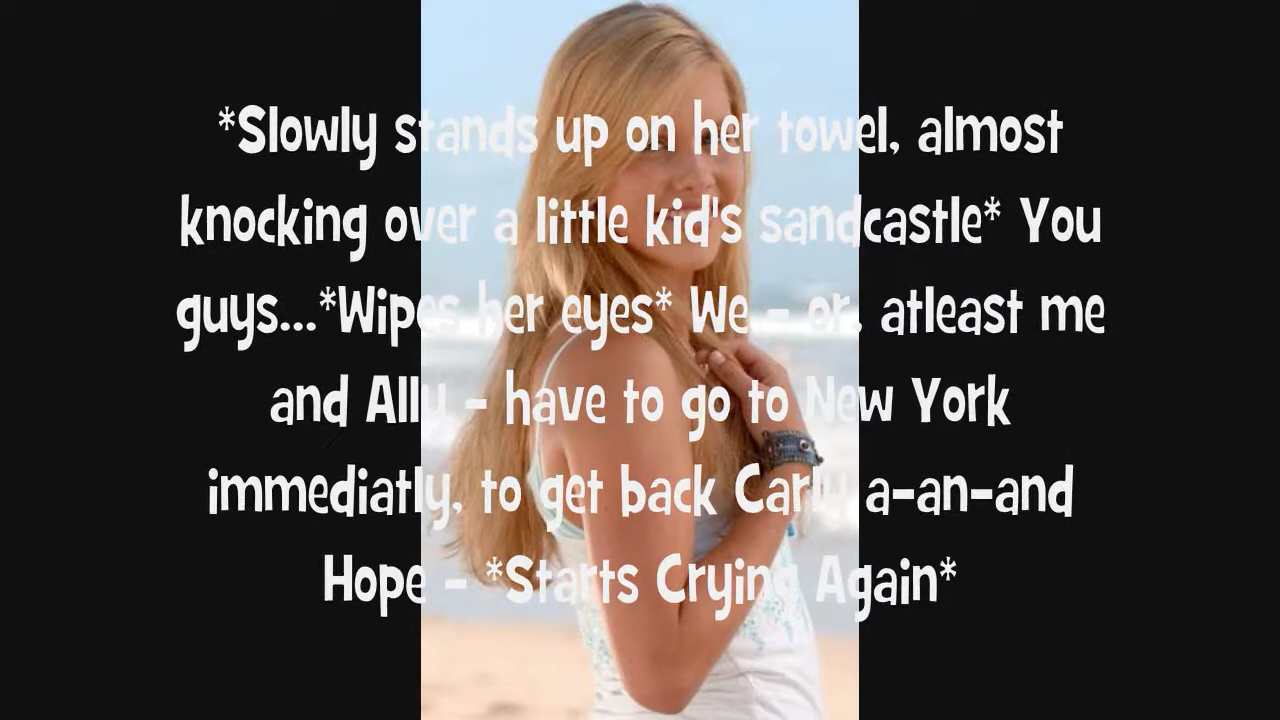 *Slowly stands up on her towel, almost
knocking over a little kid's sandcastle* You
guys...*Wipes her eyes* We - or, atleast me
and Ally - have to go to New York
immediatly, to get back Carly a-an-and
Hope - *Starts Crying Again*